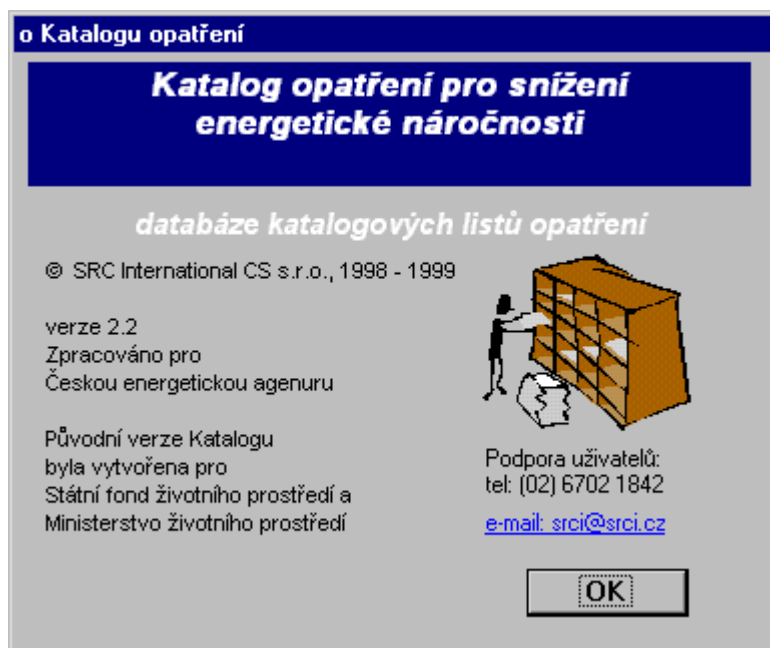 o Katalogu opatření
Katalog opatření pro snížení
energetické náročnosti
databáze katalogových listů opatření
© SRC International CS s.r.o., 1998 - 1999
verze 2.2
Zpracováno pro
Českou energetickou agenuru
Původní verze Katalogu
byla vytvořena pro
Státní fond životního prostředí a
Ministerstvo životního prostředí
Podpora uživatelů:
tel: (02) 6702 1842
e-mail: srci@srci.cz
OK